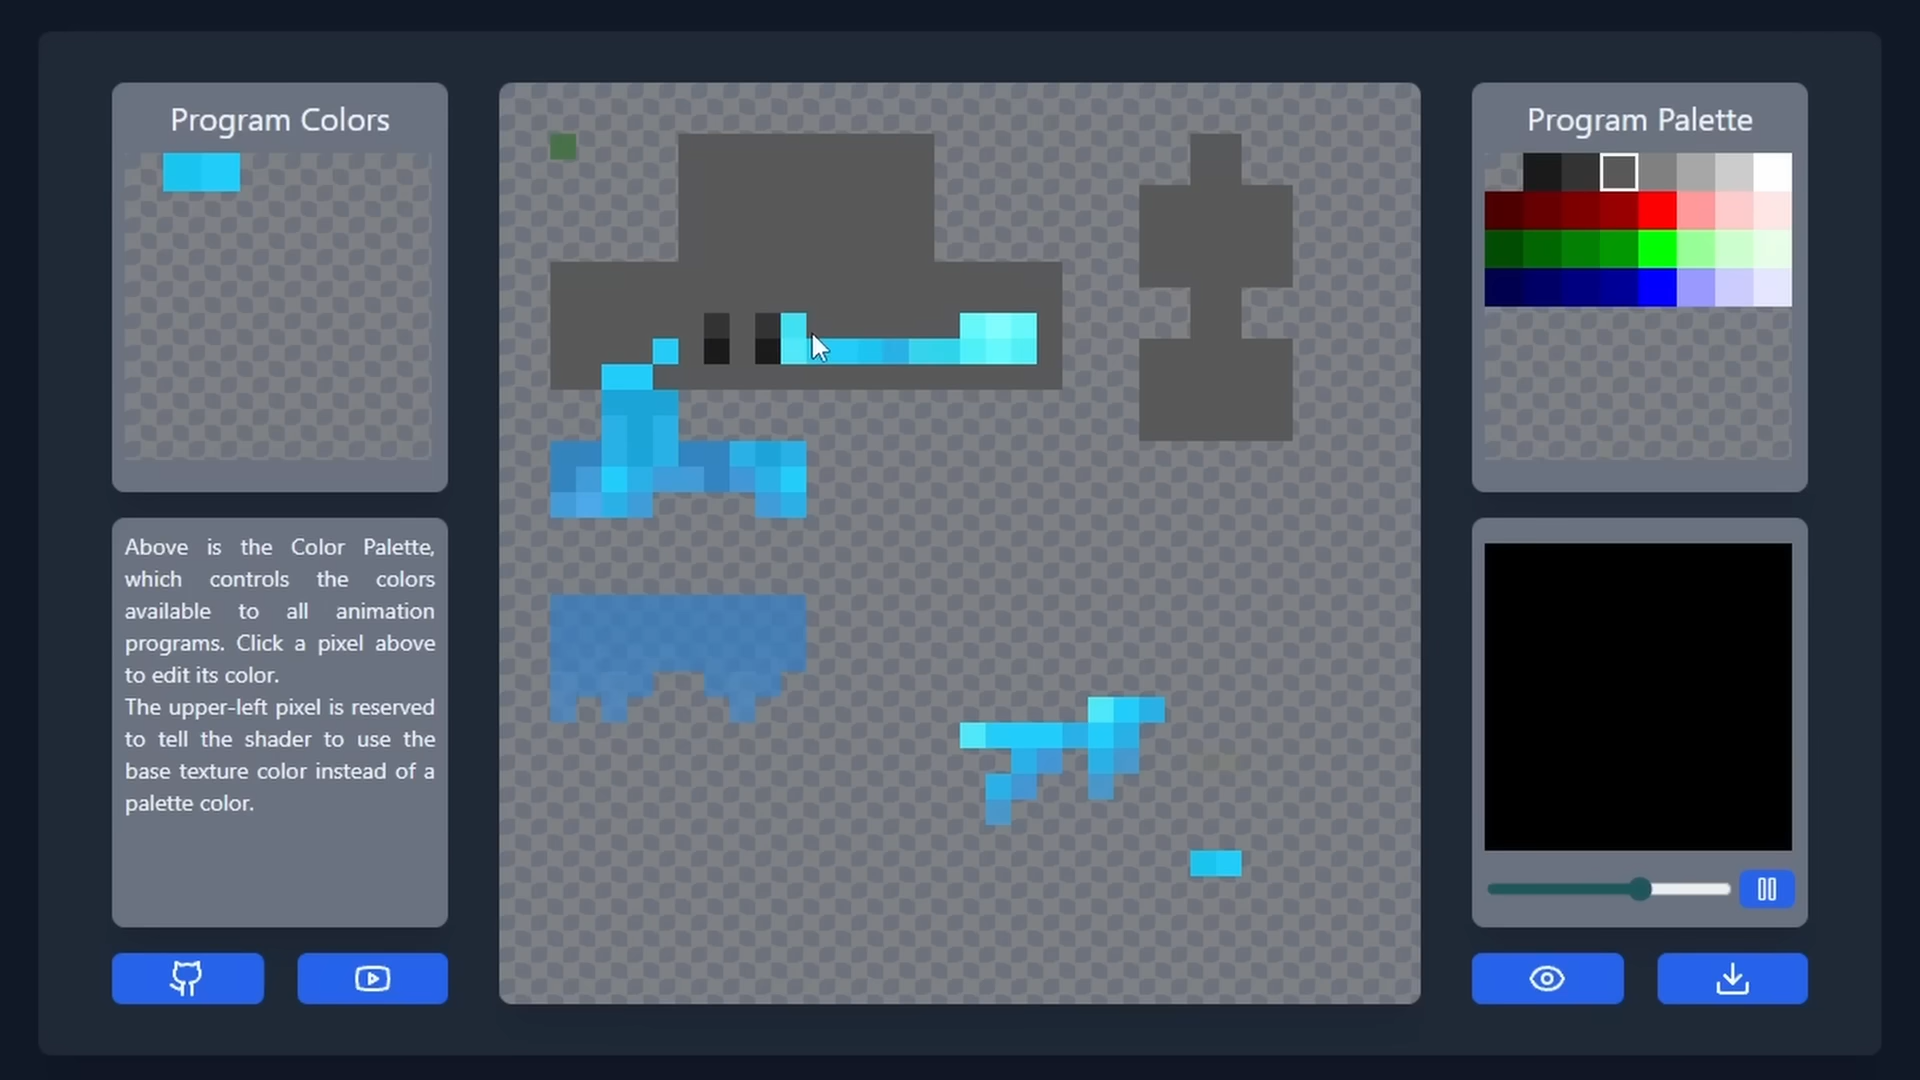 Program Colors
Program Palette
Above is the Color Palette,
which controls the colors
available to all animation
programs. Click a pixel above
to edit its color.
The upper-left pixel is reserved
to tell the shader to use the
base texture color instead of a
palette color.